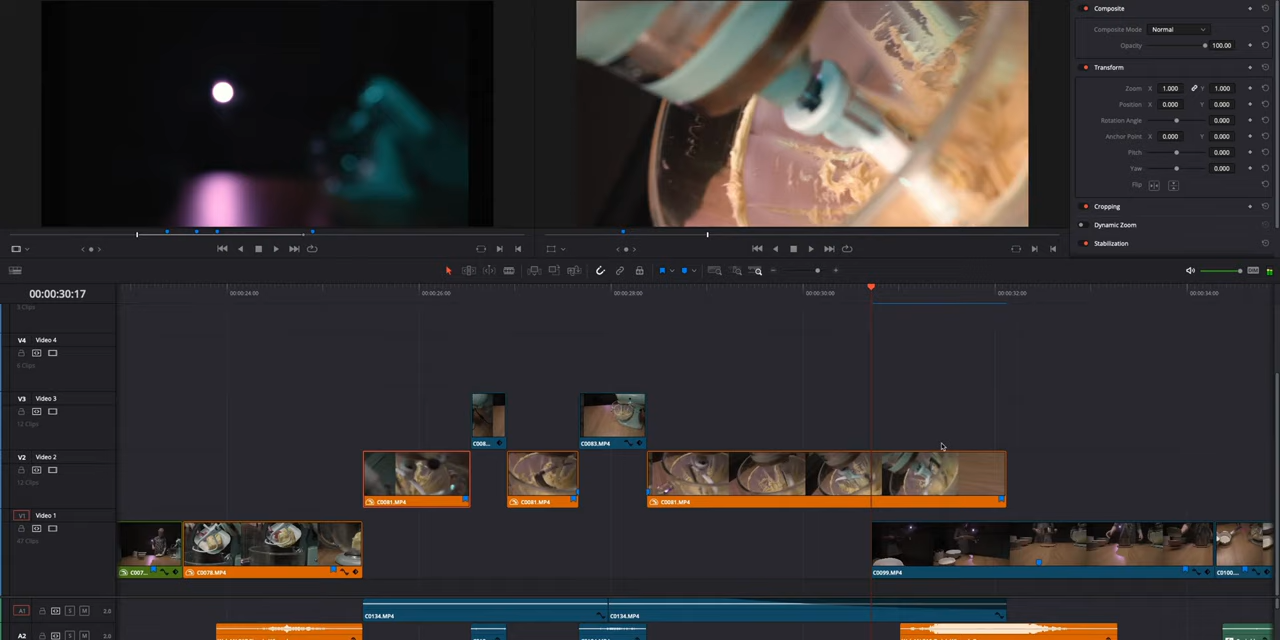 Composite
Composite Mode Normal
Opacity 100.00
Transform
Zoom X 1.000 Y 1.000
Position X 0.000 Y 0.000
Rotation Angle 0.000
Anchor Point X 0.000 Y 0.000
Pitch 0.000
Yaw 0.000
Flip
Cropping
Dynamic Zoom
Stabilization
DIM
00:00:30:17
00:00:24:00 00:00:26:00 00:00:28:00 00:00:30:00 00:00:32:00 00:00:34:00
3 Clips
V4 Video 4
6 Clips
V3 Video 3
12 Clips
C008... C0083.MP4
V2 Video 2
12 Clips
C0081.MP4 C0081.MP4 C0081.MP4
V1 Video 1
47 Clips
C007... C0078.MP4 C0099.MP4 C0100....
A1 S M 2.0
C0134.MP4 C0134.MP4
A2 S M 2.0